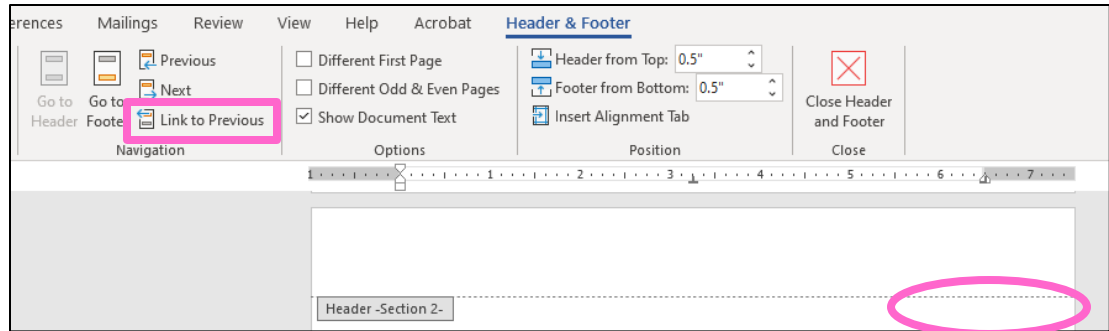 erences Mailings Review View Help Acrobat Header & Footer
Previous Different First Page Header from Top: 0.5"
Next Different Odd & Even Pages Footer from Bottom: 0.5"
Go to Header Go to Foote Link to Previous Show Document Text Insert Alignment Tab Close Header and Footer
Navigation Options Position Close
1 1 2 3 4 5 6 7
Header -Section 2-